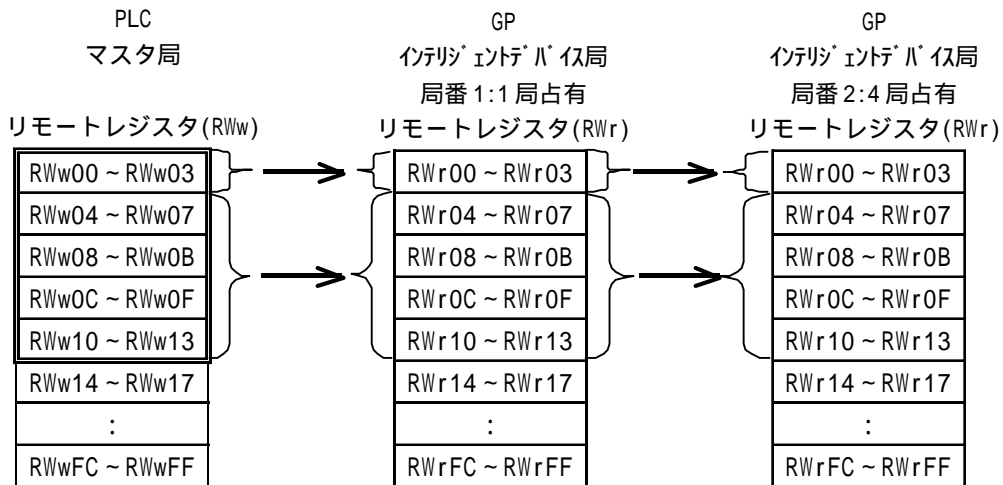 PLC
マスタ局
リモートレジスタ(RWw)
RWw00～RWw03
RWw04～RWw07
RWw08～RWw0B
RWw0C～RWw0F
RWw10～RWw13
RWw14～RWw17
:
RWwFC～RWwFF
GP
ｲﾝﾃﾘｼﾞｪﾝﾄﾃﾞﾊﾞｲｽ局
局番1:1局占有
リモートレジスタ(RWr)
RWr00～RWr03
RWr04～RWr07
RWr08～RWr0B
RWr0C～RWr0F
RWr10～RWr13
RWr14～RWr17
:
RWrFC～RWrFF
GP
ｲﾝﾃﾘｼﾞｪﾝﾄﾃﾞﾊﾞｲｽ局
局番2:4局占有
リモートレジスタ(RWr)
RWr00～RWr03
RWr04～RWr07
RWr08～RWr0B
RWr0C～RWr0F
RWr10～RWr13
RWr14～RWr17
:
RWrFC～RWrFF